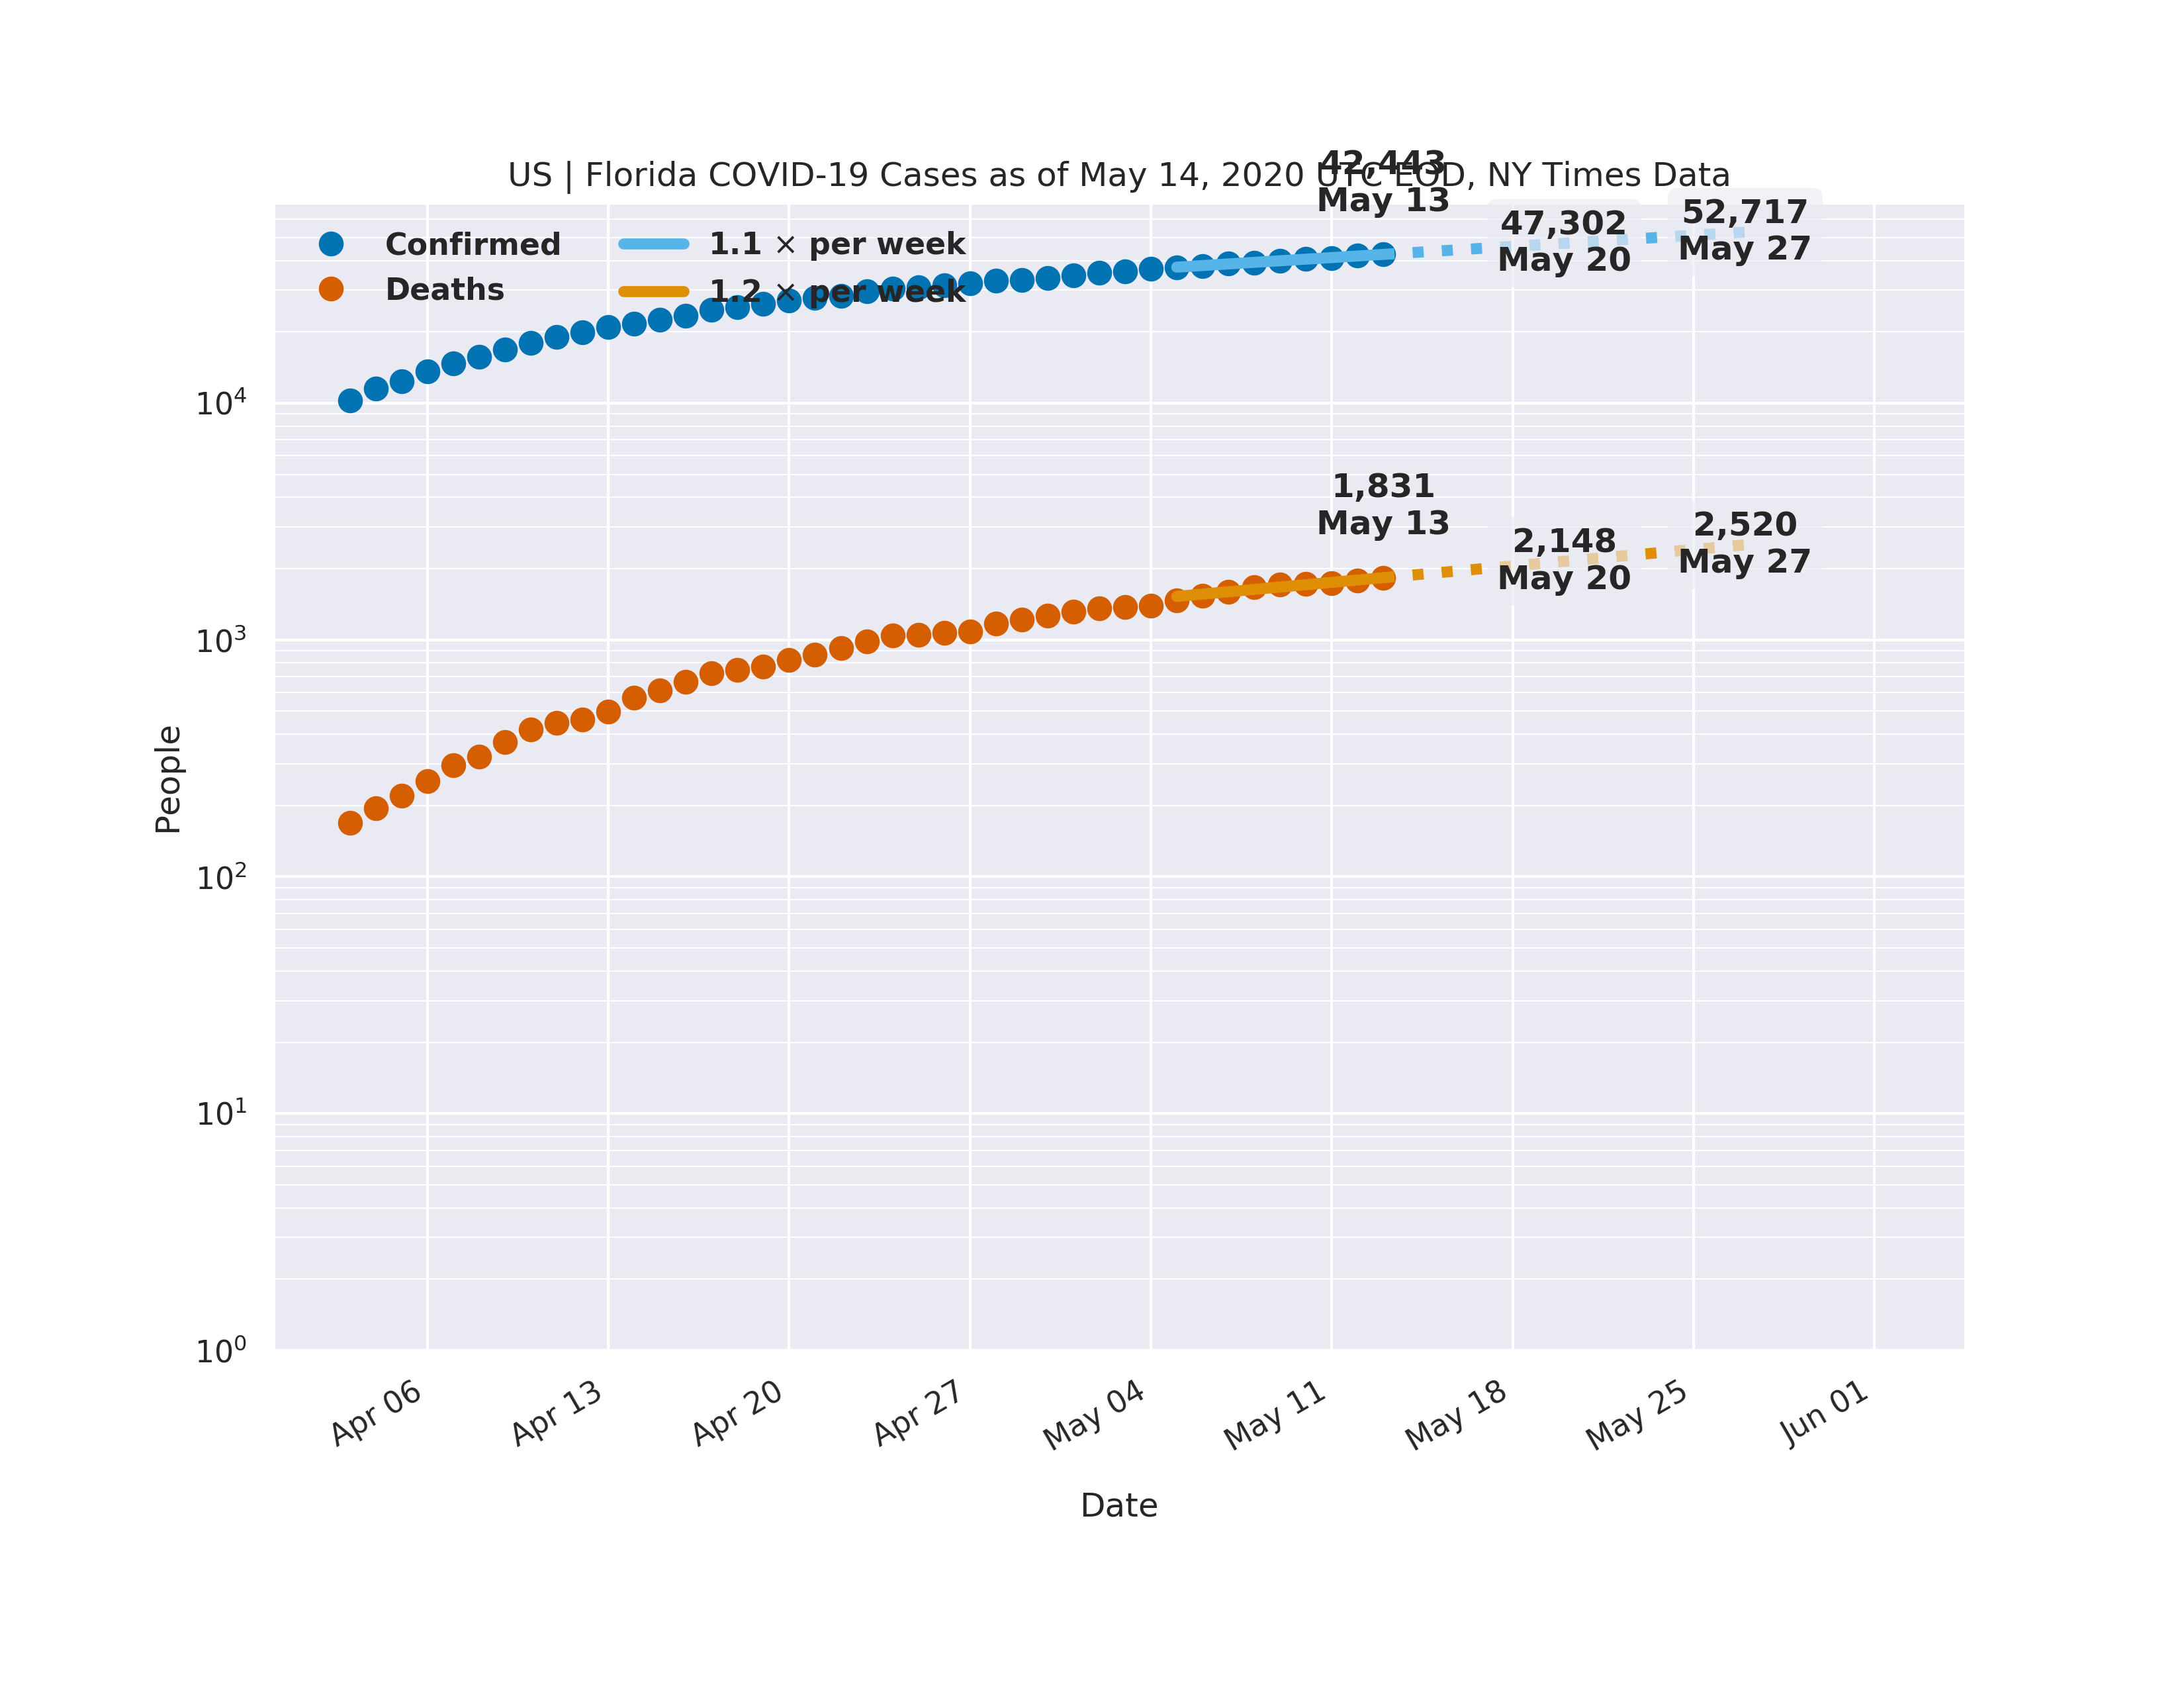 US | Florida COVID-19 Cases as of May 14, 2020 UTC EOD, NY Times Data
42,443
May 13
47,302
May 20
52,717
May 27
Confirmed
Deaths
1.1 × per week
1.2 × per week
1,831
May 13
2,148
May 20
2,520
May 27
People
10⁴
10³
10²
10¹
10⁰
Apr 06
Apr 13
Apr 20
Apr 27
May 04
May 11
May 18
May 25
Jun 01
Date